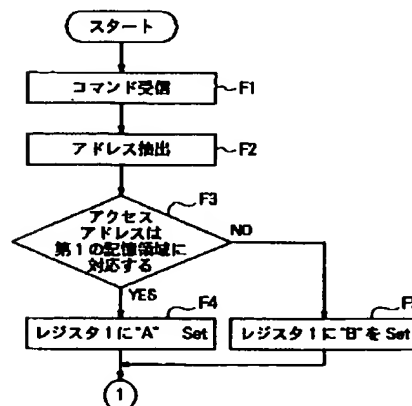 スタート
コマンド受信
F1
アドレス抽出
F2
F3
アクセス
アドレスは
第1の記憶領域に
対応する
NO
YES
F4
レジスタ1に"A" Set
レジスタ1に"B"を Set
1